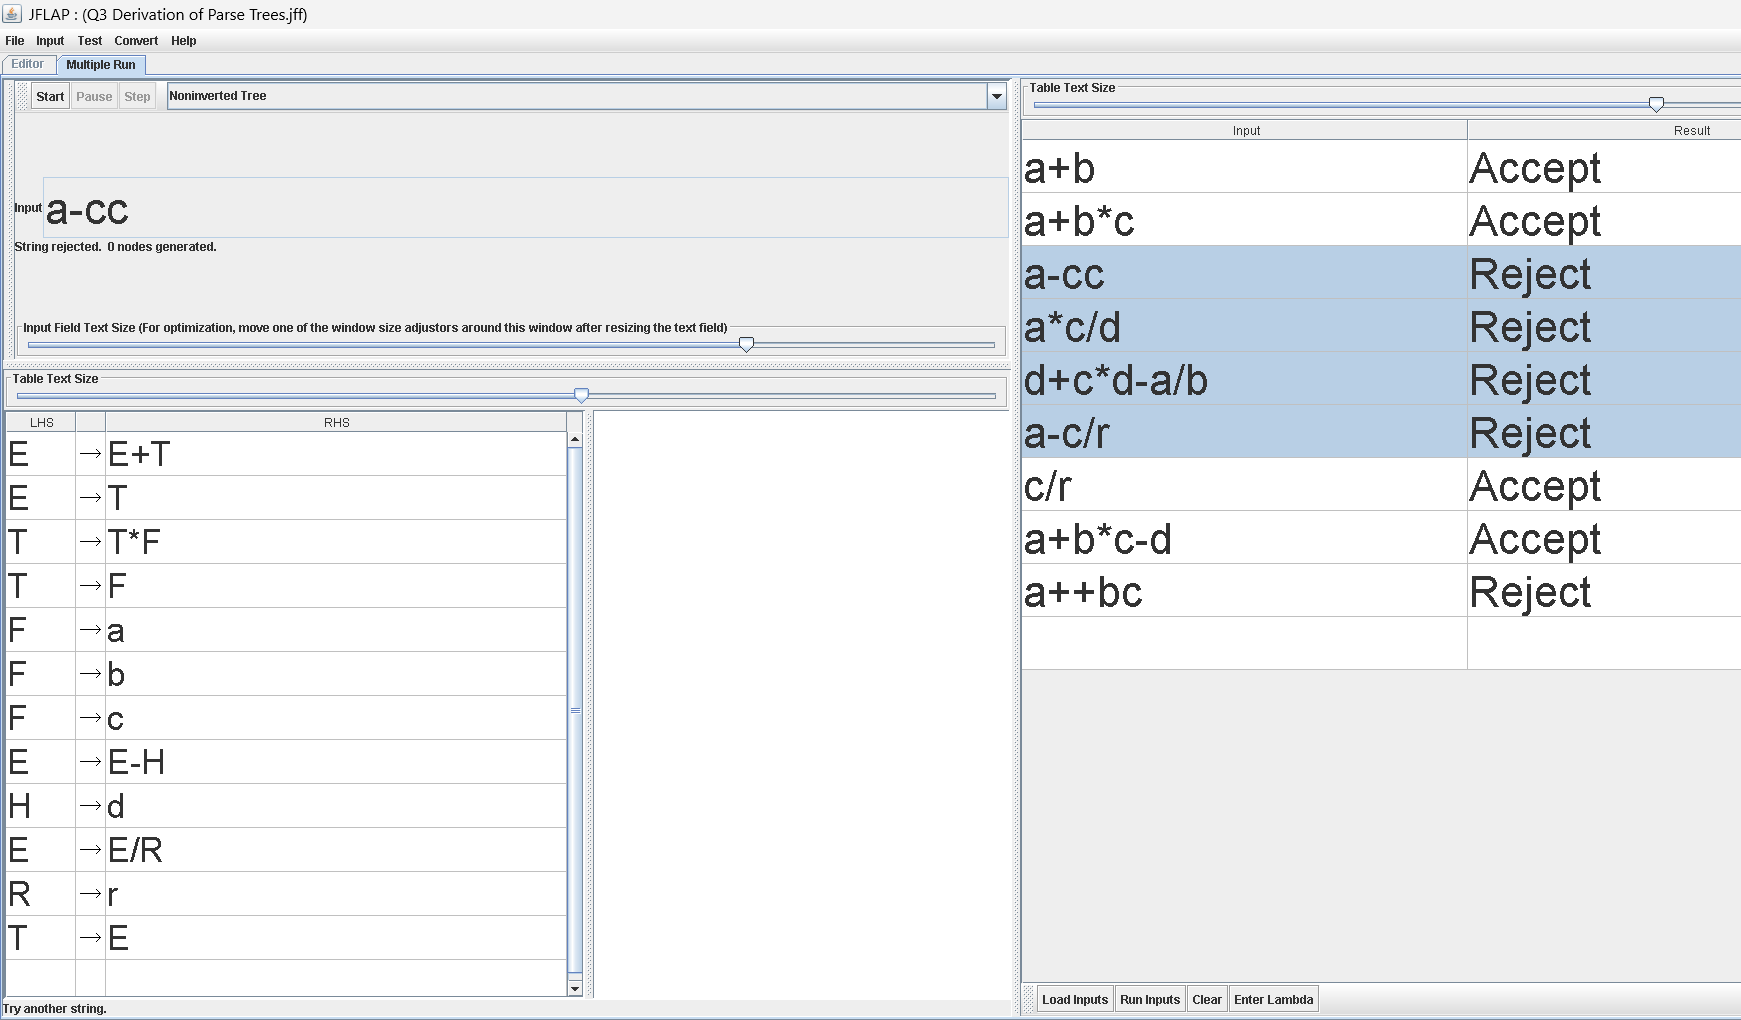 JFLAP : (Q3 Derivation of Parse Trees.jff)
File Input Test Convert Help
Editor Multiple Run
Start Pause Step Noninverted Tree
Input a-cc
String rejected. 0 nodes generated.
Input Field Text Size (For optimization, move one of the window size adjustors around this window after resizing the text field)
Table Text Size
LHS RHS
E → E+T
E → T
T → T*F
T → F
F → a
F → b
F → c
E → E-H
H → d
E → E/R
R → r
T → E
Try another string.
Table Text Size
Input Result
a+b Accept
a+b*c Accept
a-cc Reject
a*c/d Reject
d+c*d-a/b Reject
a-c/r Reject
c/r Accept
a+b*c-d Accept
a++bc Reject
Load Inputs Run Inputs Clear Enter Lambda